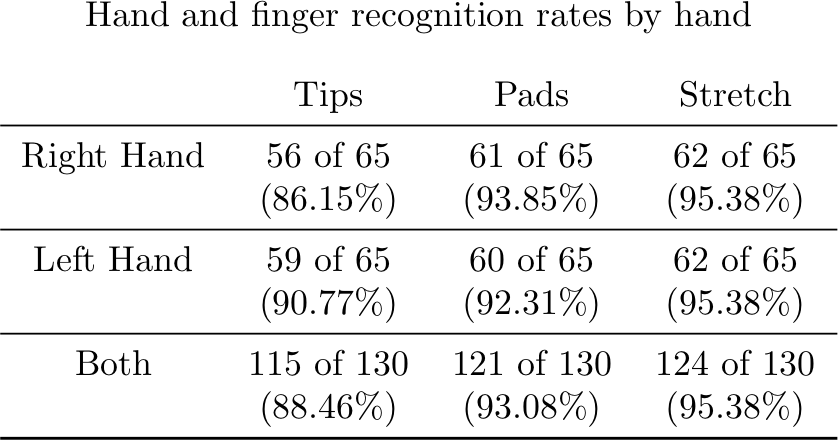 Hand and finger recognition rates by hand
Tips Pads Stretch
Right Hand 56 of 65 61 of 65 62 of 65
(86.15%) (93.85%) (95.38%)
Left Hand 59 of 65 60 of 65 62 of 65
(90.77%) (92.31%) (95.38%)
Both 115 of 130 121 of 130 124 of 130
(88.46%) (93.08%) (95.38%)